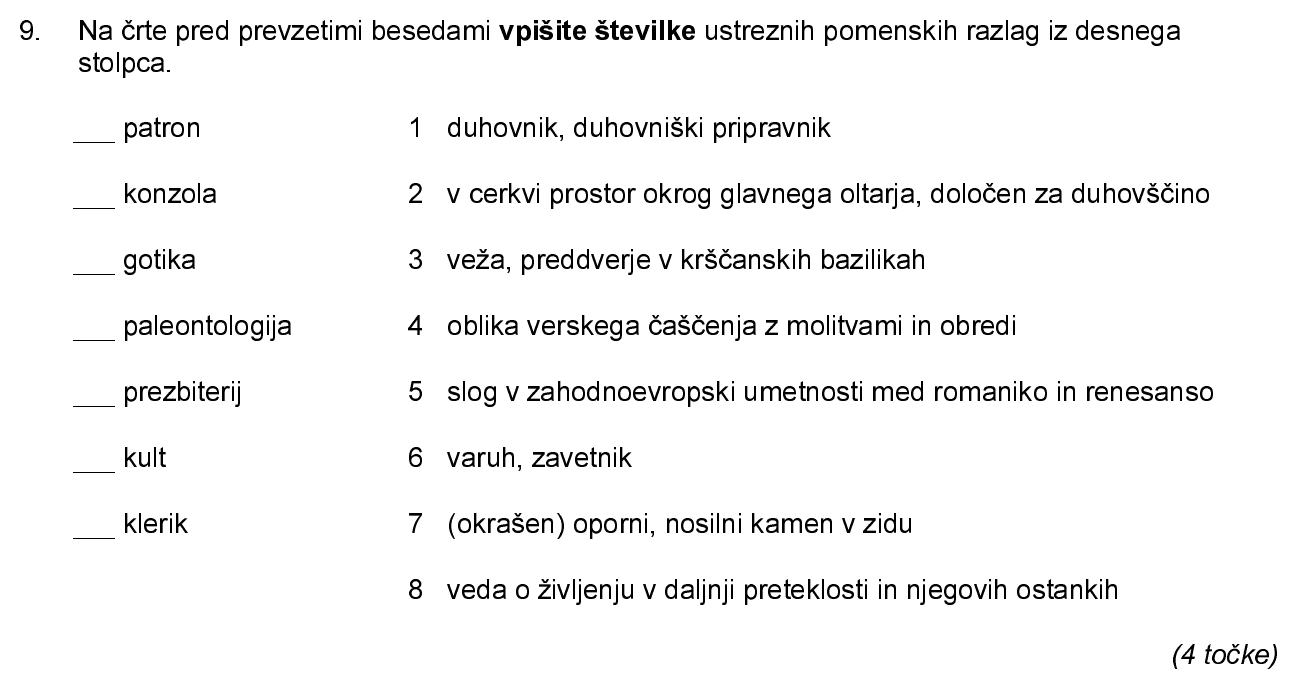 9. Na črte pred prevzetimi besedami vpišite številke ustreznih pomenskih razlag iz desnega
stolpca.
___ patron 1 duhovnik, duhovniški pripravnik
___ konzola 2 v cerkvi prostor okrog glavnega oltarja, določen za duhovščino
___ gotika 3 veža, preddverje v krščanskih bazilikah
___ paleontologija 4 oblika verskega čaščenja z molitvami in obredi
___ prezbiterij 5 slog v zahodnoevropski umetnosti med romaniko in renesanso
___ kult 6 varuh, zavetnik
___ klerik 7 (okrašen) oporni, nosilni kamen v zidu
8 veda o življenju v daljnji preteklosti in njegovih ostankih
(4 točke)